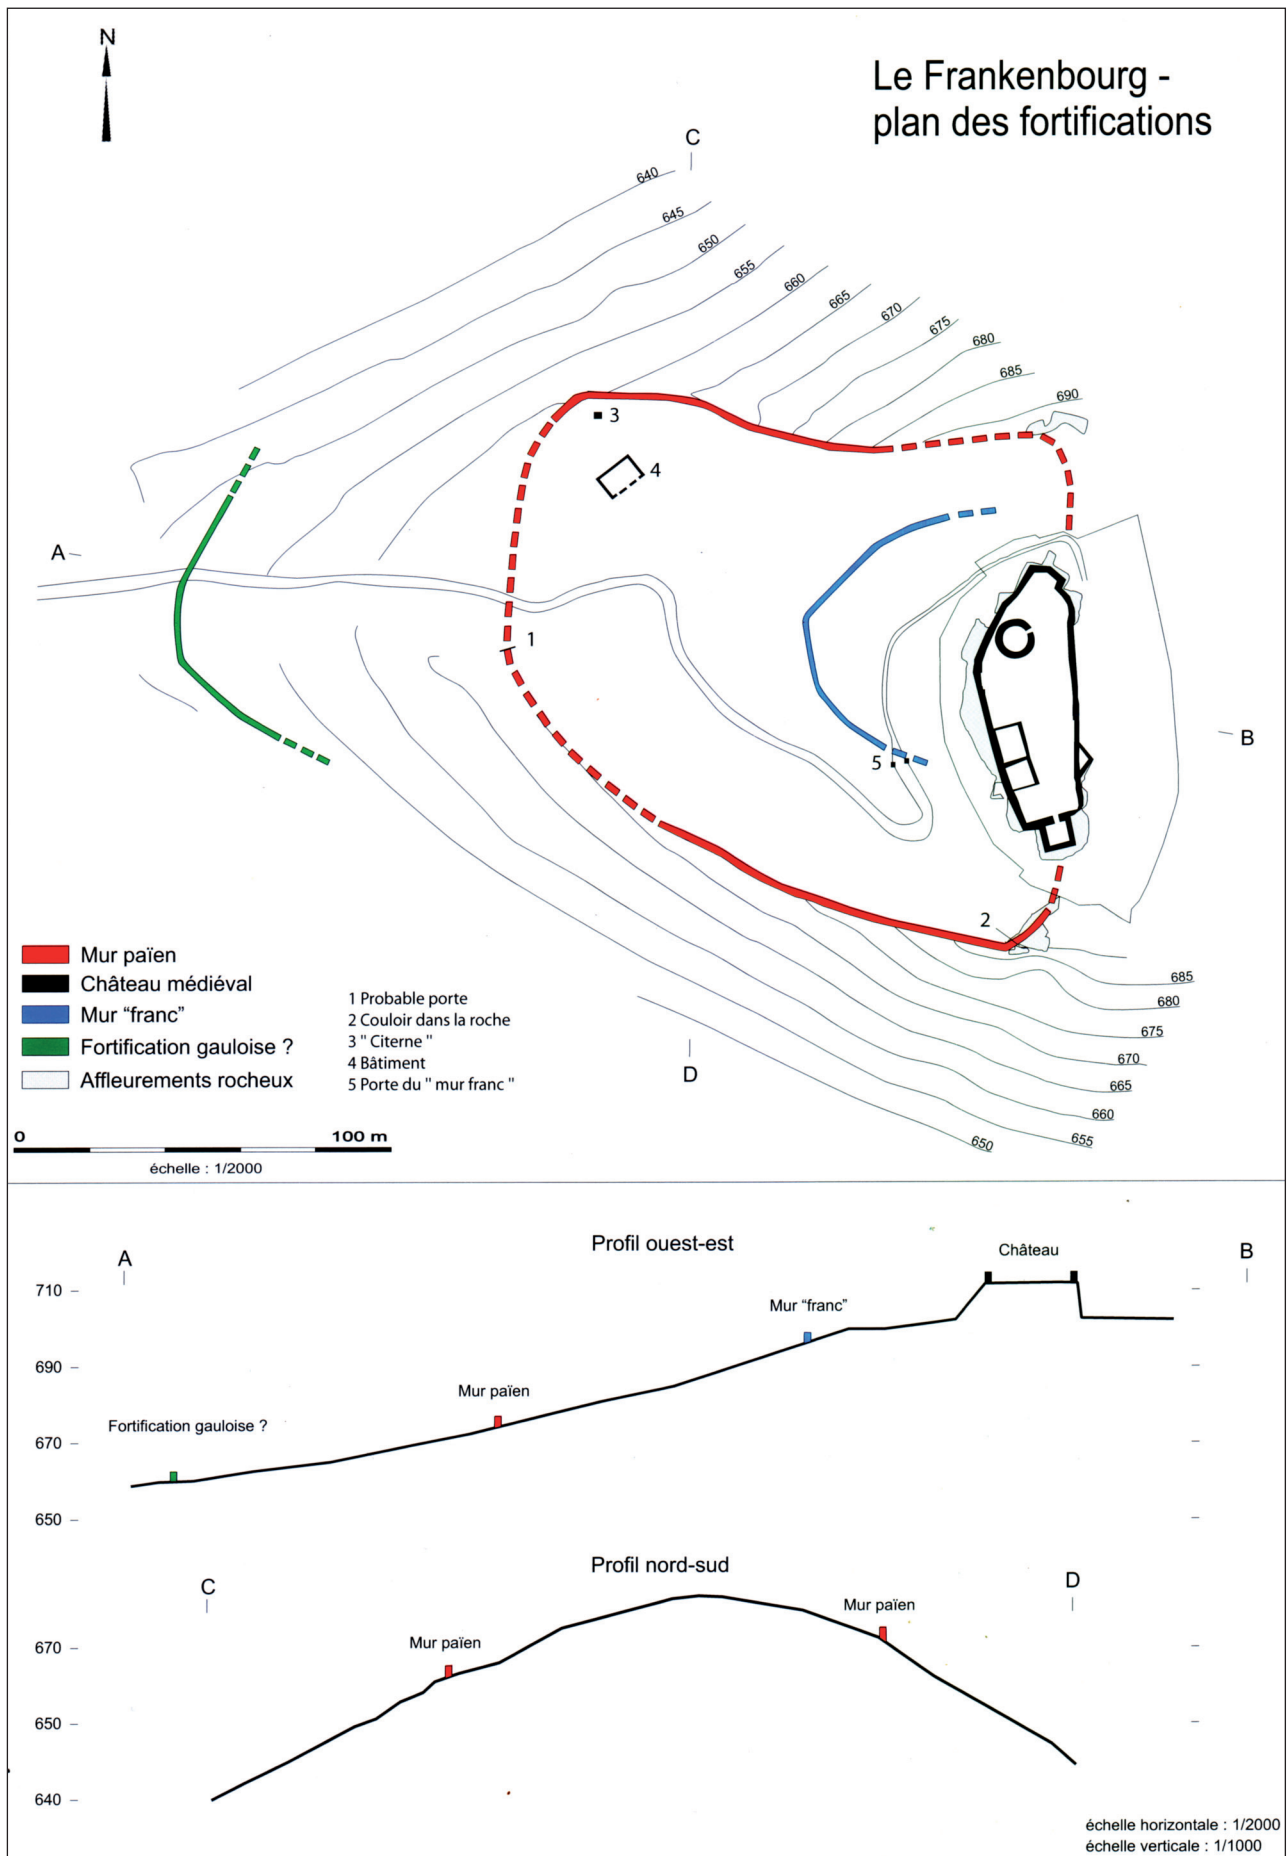 N
Le Frankenbourg -
plan des fortifications
C
640
645
650
655
660
665
670
675
680
685
690
3
4
A
1
B
5
2
685
680
675
670
665
660
655
650
D
Mur païen
Château médiéval
Mur “franc”
Fortification gauloise ?
Affleurements rocheux
1 Probable porte
2 Couloir dans la roche
3 " Citerne "
4 Bâtiment
5 Porte du " mur franc "
0 100 m
échelle : 1/2000
Profil ouest-est
A
B
Château
710
Mur “franc”
690
Mur païen
Fortification gauloise ?
670
650
Profil nord-sud
C
D
Mur païen
Mur païen
670
650
640
échelle horizontale : 1/2000
échelle verticale : 1/1000